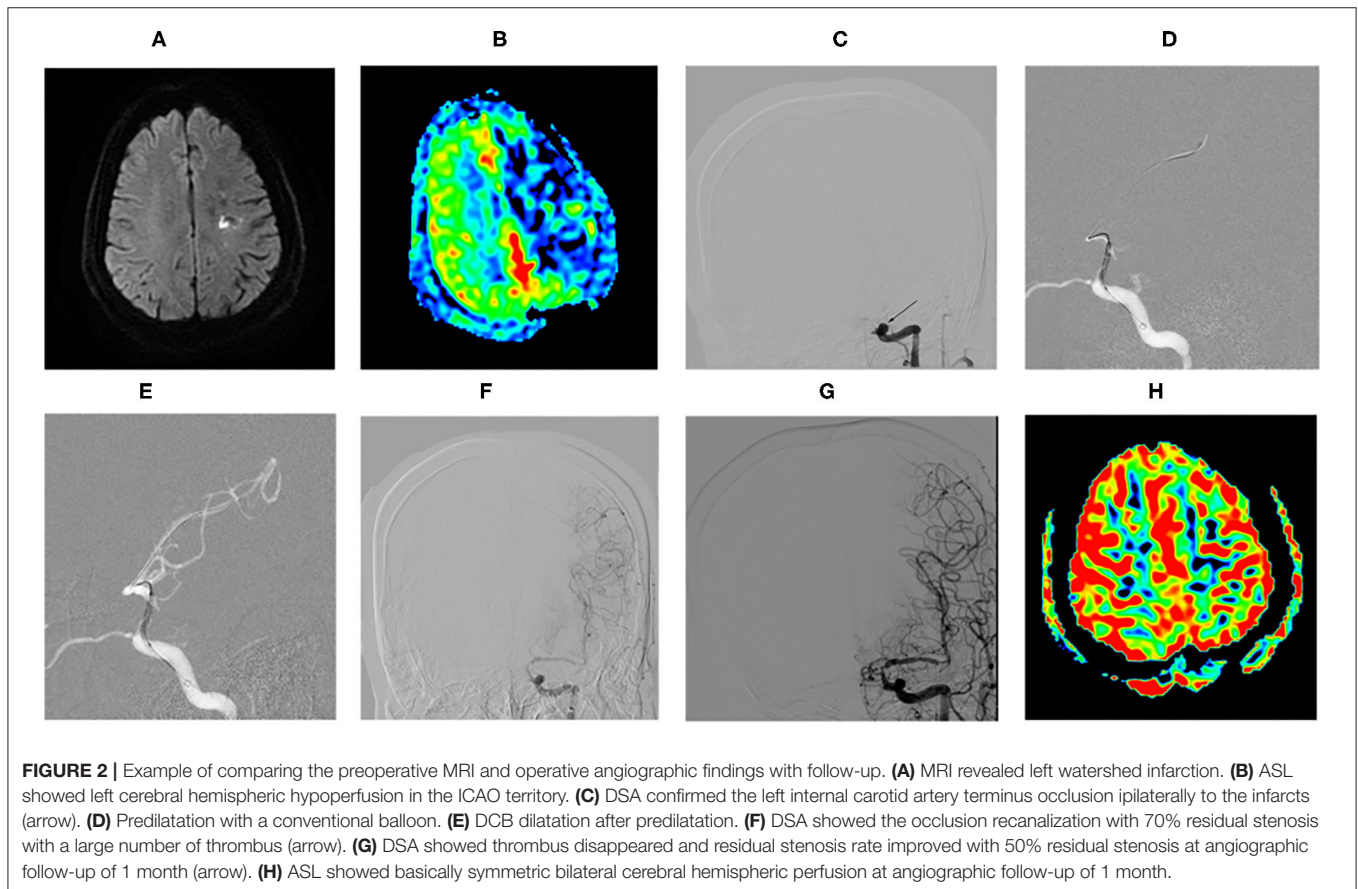 A B C D
E F G H
FIGURE 2 | Example of comparing the preoperative MRI and operative angiographic findings with follow-up. (A) MRI revealed left watershed infarction. (B) ASL
showed left cerebral hemispheric hypoperfusion in the ICAO territory. (C) DSA confirmed the left internal carotid artery terminus occlusion ipilaterally to the infarcts
(arrow). (D) Predilatation with a conventional balloon. (E) DCB dilatation after predilatation. (F) DSA showed the occlusion recanalization with 70% residual stenosis
with a large number of thrombus (arrow). (G) DSA showed thrombus disappeared and residual stenosis rate improved with 50% residual stenosis at angiographic
follow-up of 1 month (arrow). (H) ASL showed basically symmetric bilateral cerebral hemispheric perfusion at angiographic follow-up of 1 month.